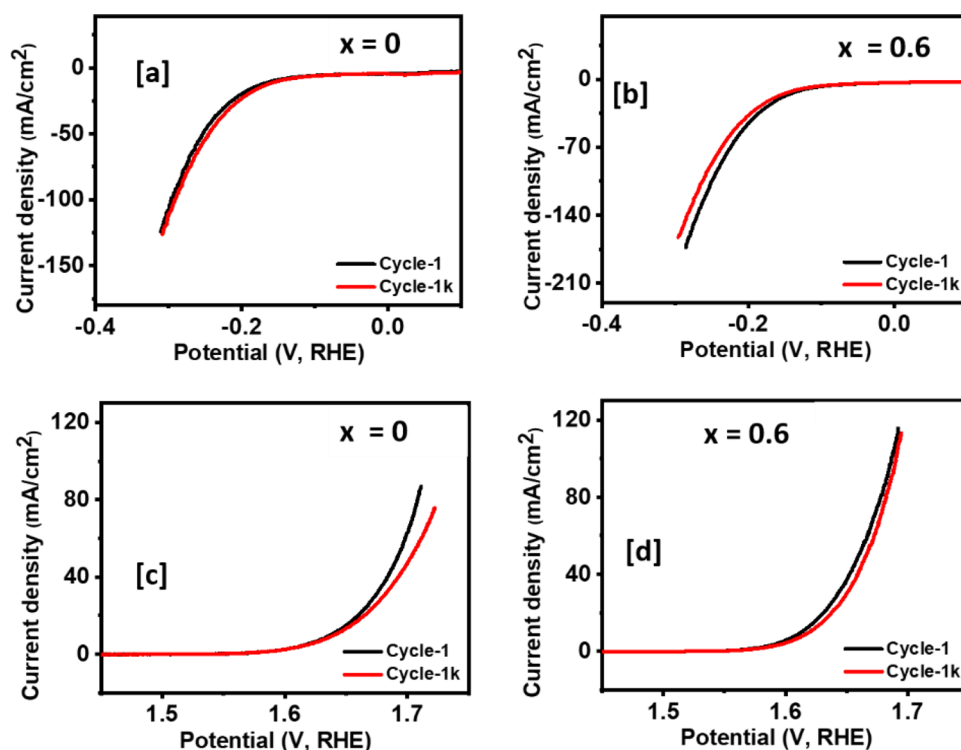 x = 0
[a]
0
-50
-100
-150
Current density (mA/cm2)
Cycle-1
Cycle-1k
-0.4 -0.2 0.0
Potential (V, RHE)
x = 0.6
[b]
0
-70
-140
-210
Current density (mA/cm2)
Cycle-1
Cycle-1k
-0.4 -0.2 0.0
Potential (V, RHE)
x = 0
[c]
120
80
40
0
Current density (mA/cm2)
Cycle-1
Cycle-1k
1.5 1.6 1.7
Potential (V, RHE)
x = 0.6
[d]
120
80
40
0
Current density (mA/cm2)
Cycle-1
Cycle-1k
1.5 1.6 1.7
Potential (V, RHE)